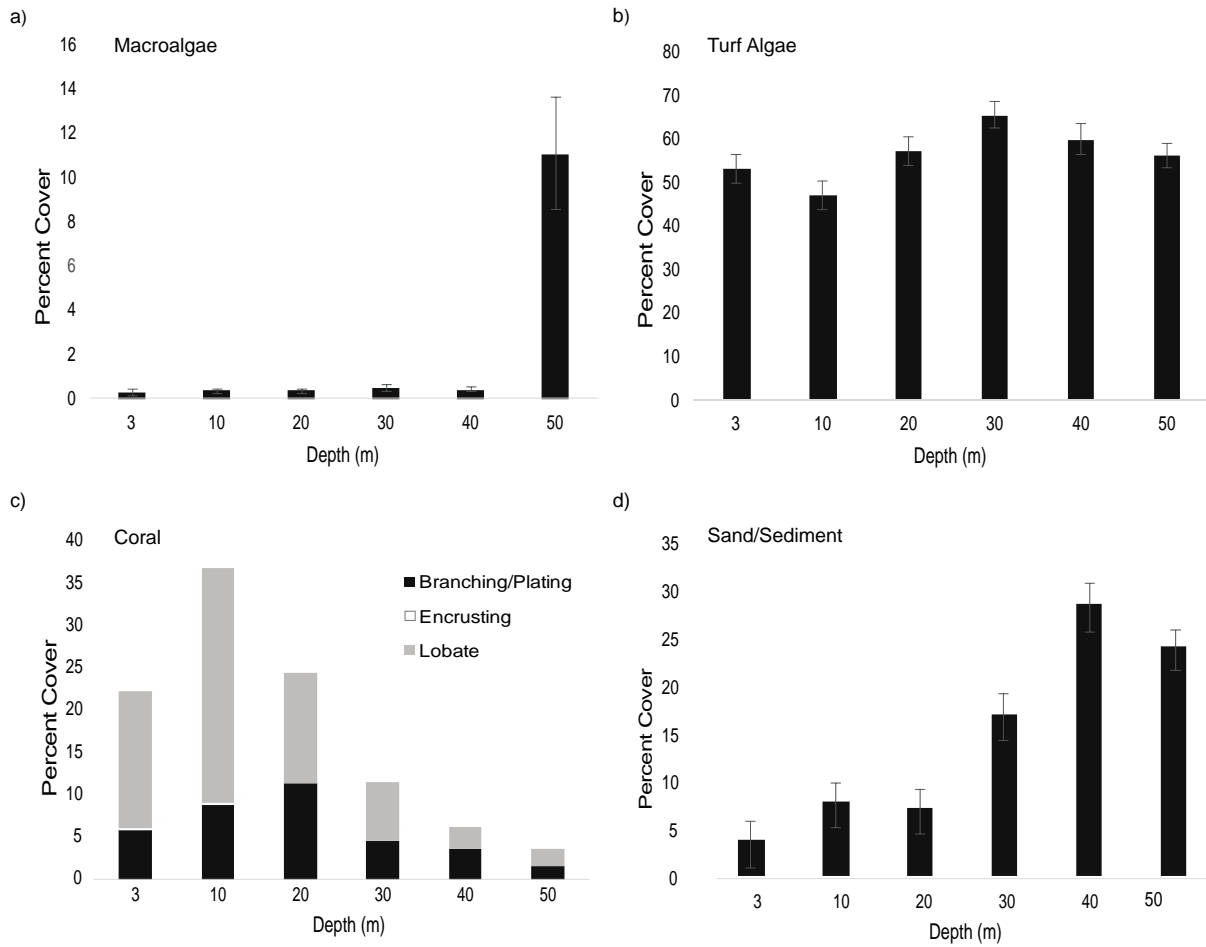 a)
Macroalgae
Percent Cover
16
14
12
10
8
6
4
2
0
3 10 20 30 40 50
Depth (m)
b)
Turf Algae
Percent Cover
80
70
60
50
40
30
20
10
0
3 10 20 30 40 50
Depth (m)
c)
Coral
Percent Cover
40
35
30
25
20
15
10
5
0
Branching/Plating
Encrusting
Lobate
3 10 20 30 40 50
Depth (m)
d)
Sand/Sediment
Percent Cover
35
30
25
20
15
10
5
0
3 10 20 30 40 50
Depth (m)